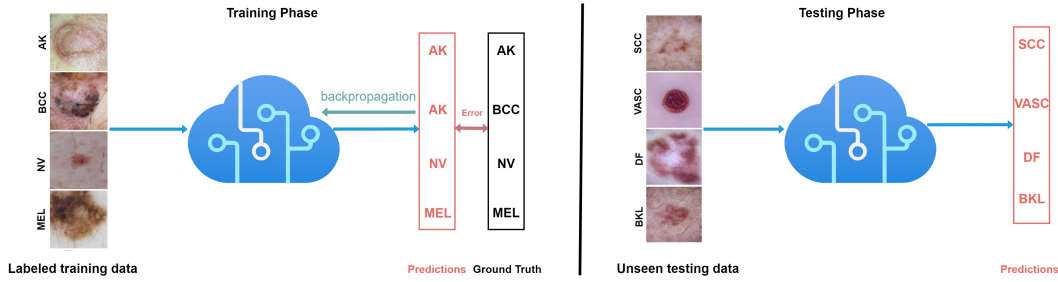 Training Phase
AK
BCC
NV
MEL
backpropagation
AK
AK
NV
MEL
Error
AK
BCC
NV
MEL
Labeled training data
Predictions
Ground Truth
Testing Phase
SCC
VASC
DF
BKL
SCC
VASC
DF
BKL
Unseen testing data
Predictions